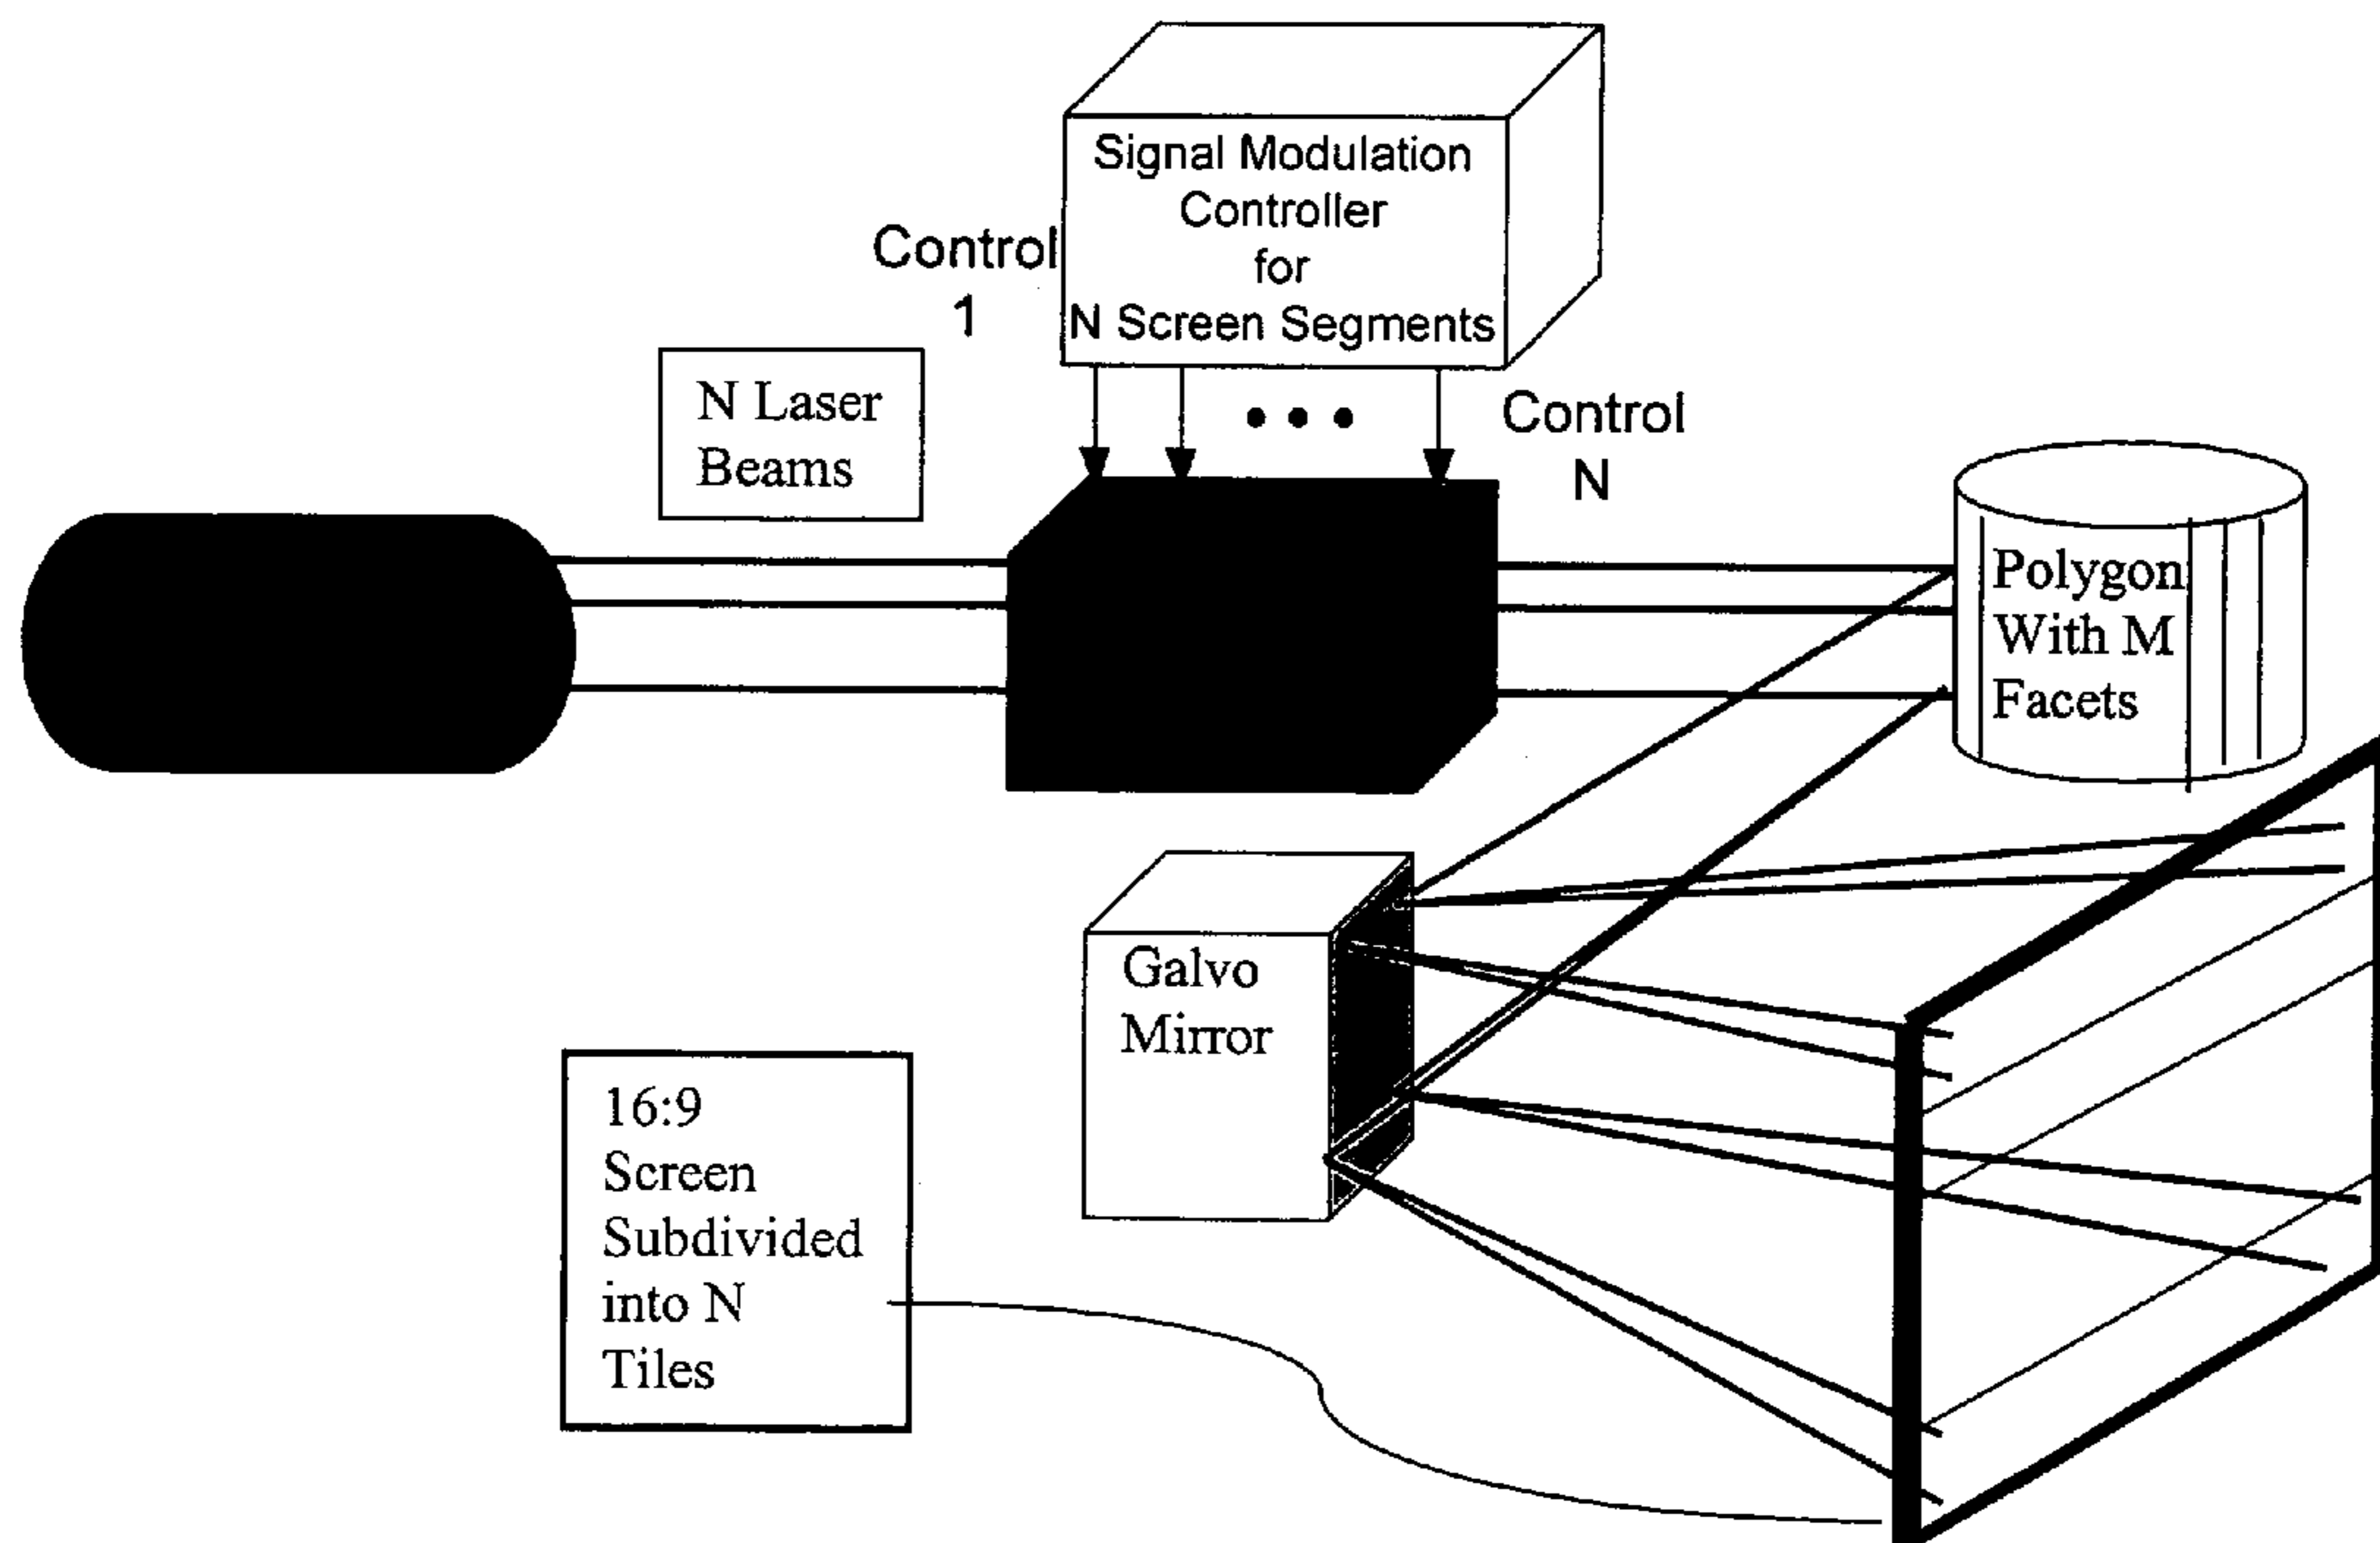 Signal Modulation
Controller
for
N Screen Segments
Control
1
N Laser
Beams
Control
N
Polygon
With M
Facets
Galvo
Mirror
16:9
Screen
Subdivided
into N
Tiles